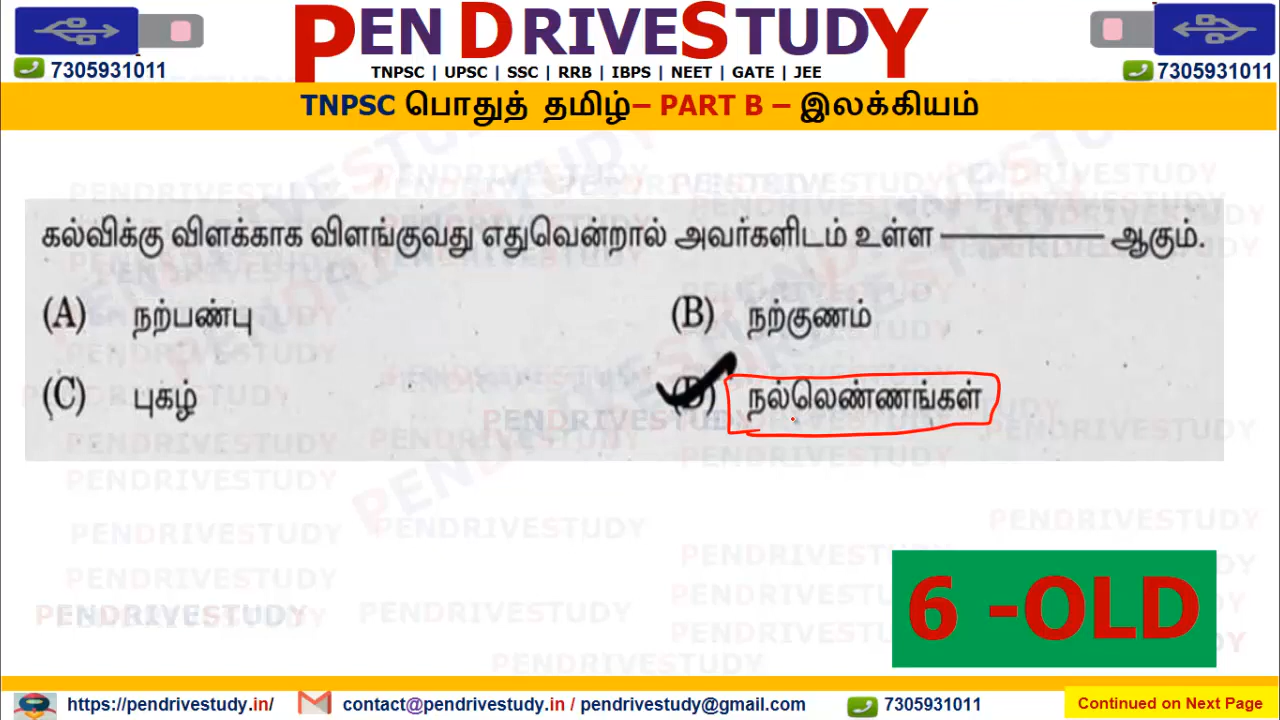 PENDRIVESTUDY
7305931011
TNPSC | UPSC | SSC | RRB | IBPS | NEET | GATE | JEE
7305931011
TNPSC பொதுத் தமிழ்– PART B – இலக்கியம்
கல்விக்கு விளக்காக விளங்குவது எதுவென்றால் அவர்களிடம் உள்ள ————— ஆகும்.
(A) நற்பண்பு
(B) நற்குணம்
(C) புகழ்
(D) நல்லெண்ணங்கள்
6 -OLD
https://pendrivestudy.in/
contact@pendrivestudy.in / pendrivestudy@gmail.com
7305931011
Continued on Next Page